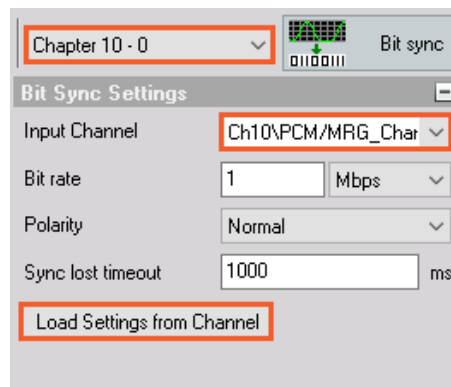 Chapter 10 - 0
Bit sync
01100111
Bit Sync Settings
Input Channel Ch10\PCM/MRG_Char
Bit rate 1 Mbps
Polarity Normal
Sync lost timeout 1000 ms
Load Settings from Channel